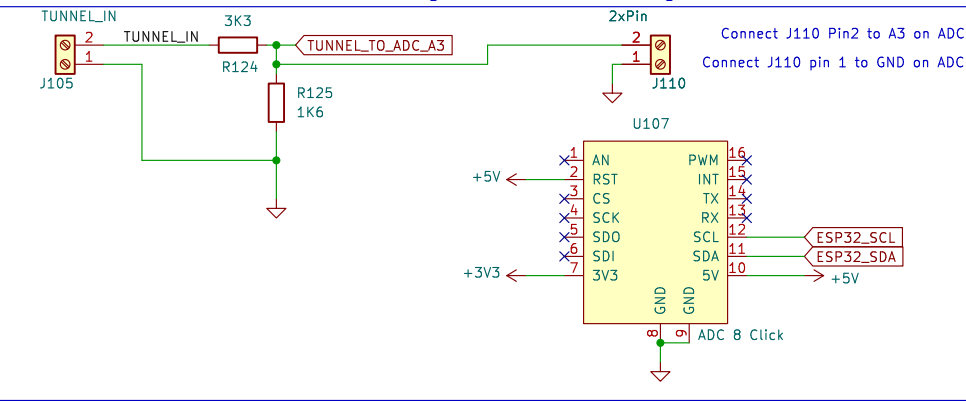 TUNNEL_IN
3K3
2xPin
2
TUNNEL_IN
TUNNEL_TO_ADC_A3
2
Connect J110 Pin2 to A3 on ADC
1
R124
1
Connect J110 pin 1 to GND on ADC
J105
J110
R125
1K6
U107
1
AN
PWM
16
+5V
2
RST
INT
15
3
CS
TX
14
4
SCK
RX
13
5
SDO
SCL
12
ESP32_SCL
6
SDI
SDA
11
ESP32_SDA
+3V3
7
3V3
5V
10
+5V
GND
GND
8
9
ADC 8 Click